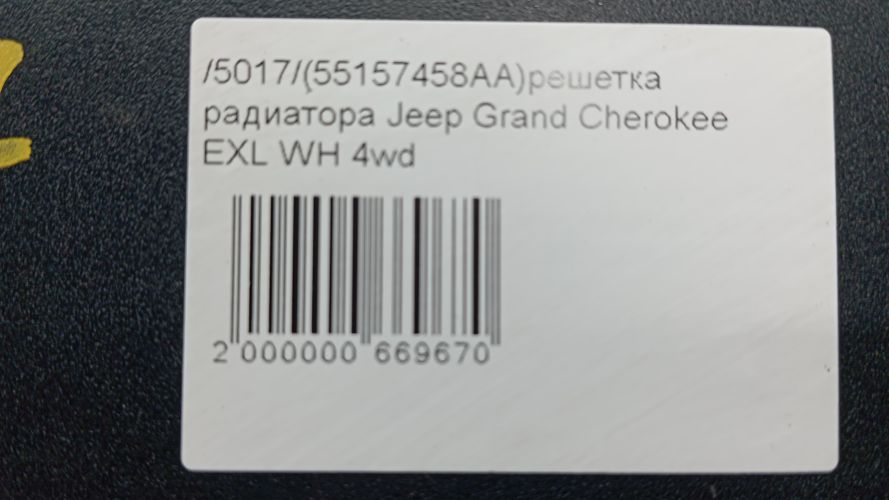 /5017/(55157458AA)решетка
радиатора Jeep Grand Cherokee
EXL WH 4wd
2 000000 669670